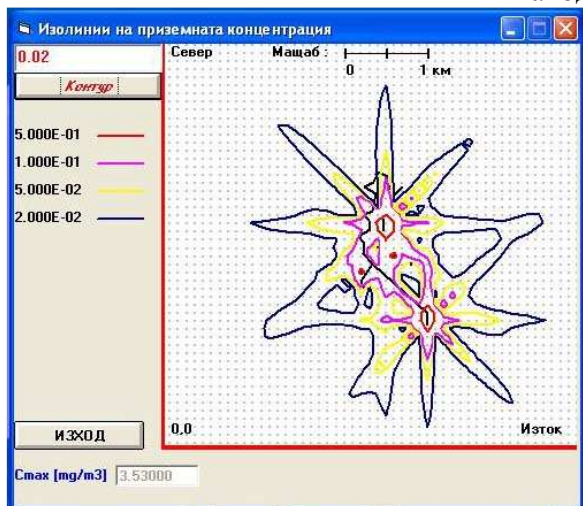 Изолинии на приземната концентрация
0.02
Контур
Север
Мащаб :
0 1 км
5.000E-01
1.000E-01
5.000E-02
2.000E-02
0,0
Изток
ИЗХОД
Cmax [mg/m3] 3.53000